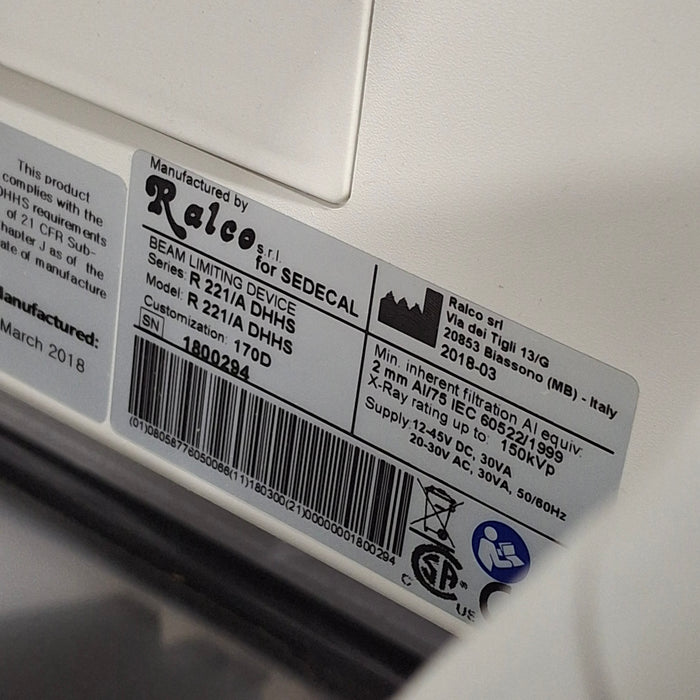 This product
complies with the
DHHS requirements
of 21 CFR Sub-
hapter J as of the
ate of manufacture
lanufactured:
March 2018
Manufactured by
Ralco s.r.l.
for SEDECAL
BEAM LIMITING DEVICE
Series: R 221/A DHHS
Model: R 221/A DHHS
Customization: 170D
SN 1800294
(01)08058776050066(11)180300(21)00000001800294
Ralco srl
Via dei Tigli 13/G
20853 Biassono (MB) - Italy
2018-03
Min. inherent filtration Al equiv.
2 mm Al/75 IEC 60522/1999
X-Ray rating up to: 150kVp
Supply: 12-45V DC, 30VA
20-30V AC, 30VA, 50/60Hz
SA
C US